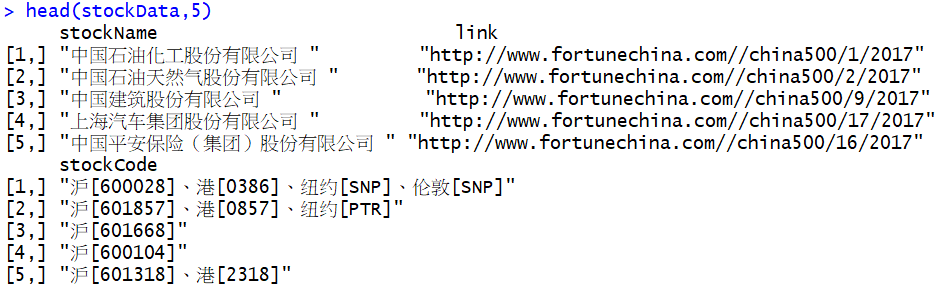 > head(stockData,5)
stockName link
[1,] "中国石油化工股份有限公司 " "http://www.fortunechina.com//china500/1/2017"
[2,] "中国石油天然气股份有限公司 " "http://www.fortunechina.com//china500/2/2017"
[3,] "中国建筑股份有限公司 " "http://www.fortunechina.com//china500/9/2017"
[4,] "上海汽车集团股份有限公司 " "http://www.fortunechina.com//china500/17/2017"
[5,] "中国平安保险（集团）股份有限公司 " "http://www.fortunechina.com//china500/16/2017"
stockCode
[1,] "沪[600028]、港[0386]、纽约[SNP]、伦敦[SNP]"
[2,] "沪[601857]、港[0857]、纽约[PTR]"
[3,] "沪[601668]"
[4,] "沪[600104]"
[5,] "沪[601318]、港[2318]"